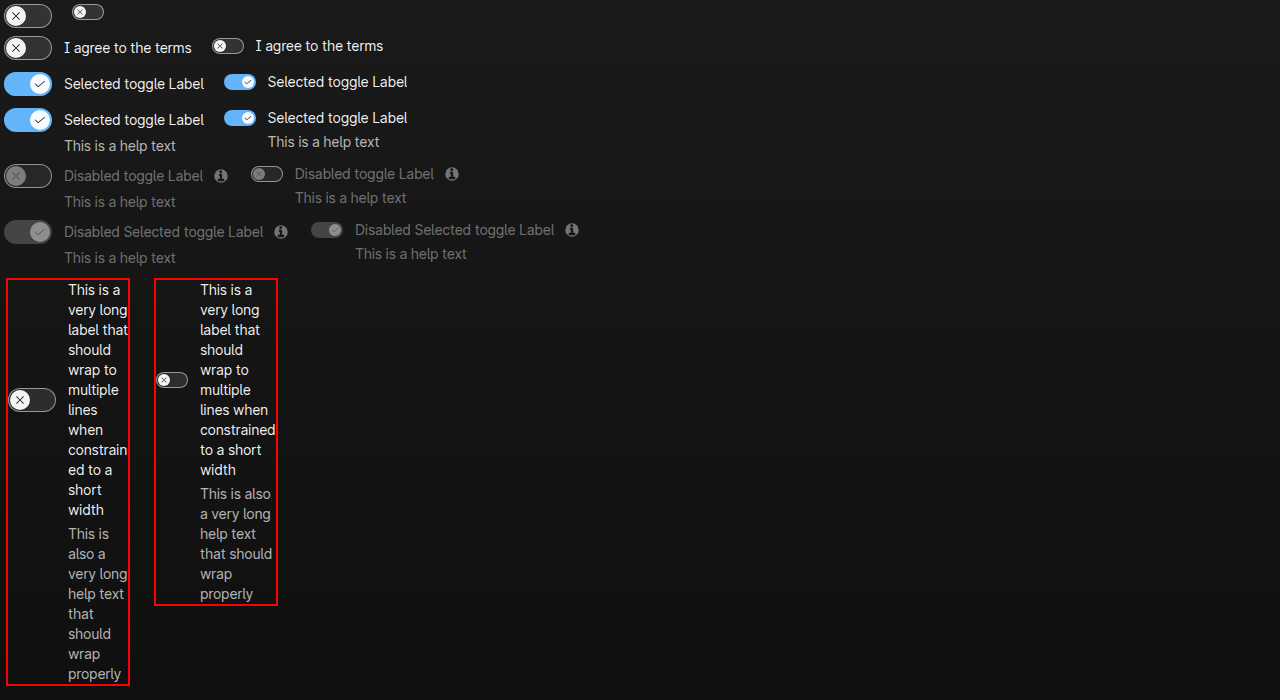 I agree to the terms I agree to the terms
Selected toggle Label Selected toggle Label
Selected toggle Label Selected toggle Label
This is a help text This is a help text
Disabled toggle Label Disabled toggle Label
This is a help text This is a help text
Disabled Selected toggle Label Disabled Selected toggle Label
This is a help text This is a help text
This is a
very long
label that
should
wrap to
multiple
lines
when
constrain
ed to a
short
width
This is
also a
very long
help text
that
should
wrap
properly
This is a
very long
label that
should
wrap to
multiple
lines when
constrained
to a short
width
This is also
a very long
help text
that should
wrap
properly